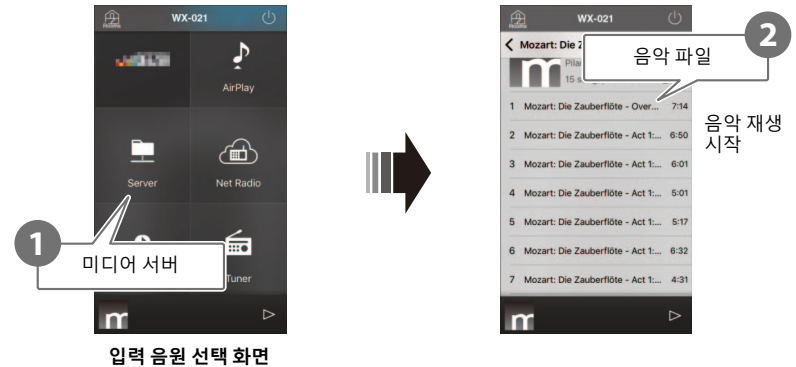 WX-021
AirPlay
Server
Net Radio
1
미디어 서버
Tuner
m
입력 음원 선택 화면
WX-021
Mozart: Die Z
2
음악 파일
m
15 s
1 Mozart: Die Zauberflöte - Over... 7:14
음악 재생
시작
2 Mozart: Die Zauberflöte - Act 1:... 6:50
3 Mozart: Die Zauberflöte - Act 1:... 6:01
4 Mozart: Die Zauberflöte - Act 1:... 5:01
5 Mozart: Die Zauberflöte - Act 1:... 5:17
6 Mozart: Die Zauberflöte - Act 1:... 6:32
7 Mozart: Die Zauberflöte - Act 1:... 4:31
m